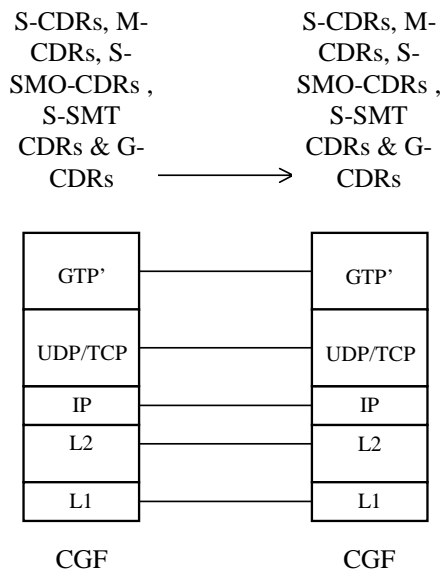 S-CDRs, M-
CDRs, S-
SMO-CDRs ,
S-SMT
CDRs & G-
CDRs
S-CDRs, M-
CDRs, S-
SMO-CDRs ,
S-SMT
CDRs & G-
CDRs
GTP’
UDP/TCP
IP
L2
L1
CGF
GTP’
UDP/TCP
IP
L2
L1
CGF